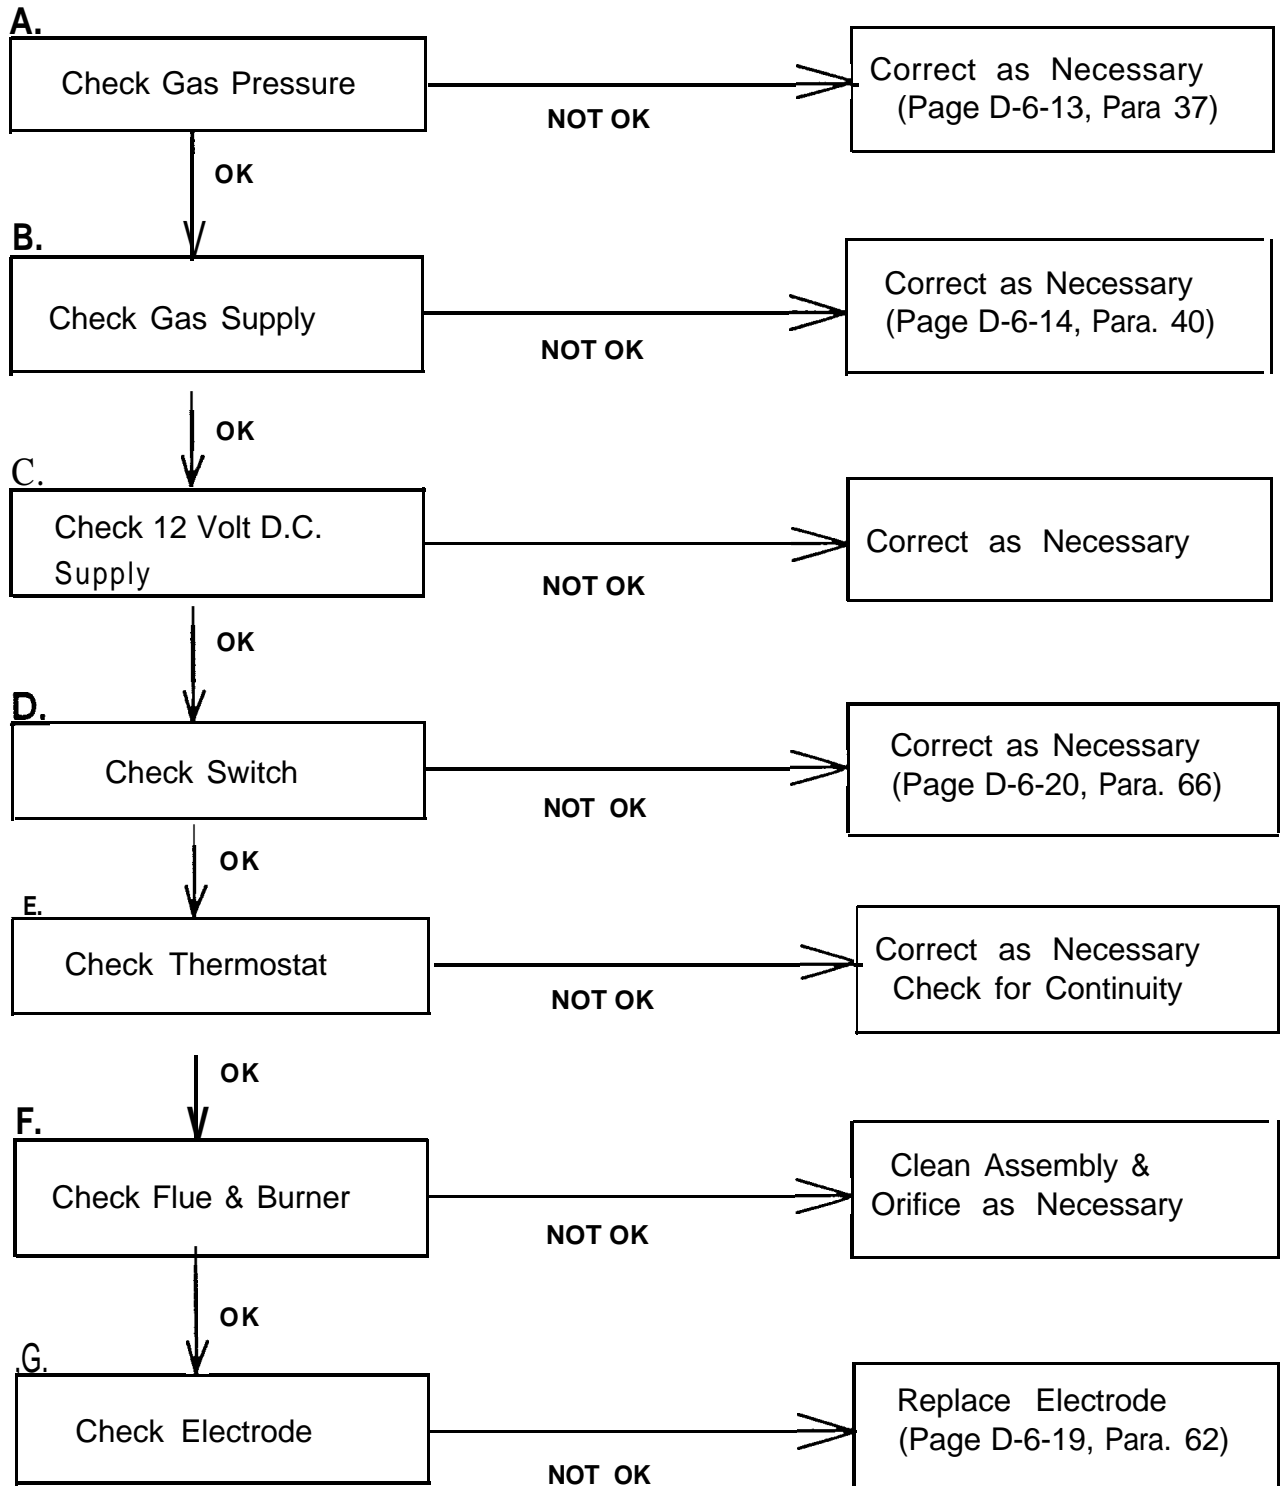 A.
Check Gas Pressure
NOT OK
Correct as Necessary
(Page D-6-13, Para 37)
OK
B.
Check Gas Supply
NOT OK
Correct as Necessary
(Page D-6-14, Para. 40)
OK
C.
Check 12 Volt D.C.
Supply
NOT OK
Correct as Necessary
OK
D.
Check Switch
NOT OK
Correct as Necessary
(Page D-6-20, Para. 66)
OK
E.
Check Thermostat
NOT OK
Correct as Necessary
Check for Continuity
OK
F.
Check Flue & Burner
NOT OK
Clean Assembly &
Orifice as Necessary
OK
.G.
Check Electrode
NOT OK
Replace Electrode
(Page D-6-19, Para. 62)